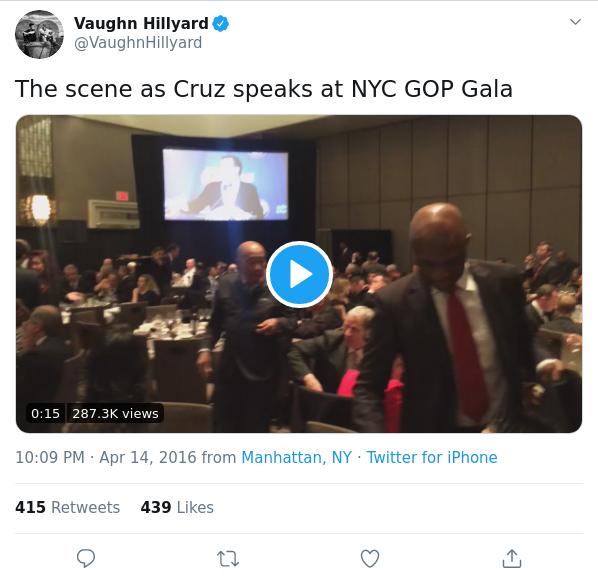 Vaughn Hillyard
@VaughnHillyard
The scene as Cruz speaks at NYC GOP Gala
0:15 287.3K views
10:09 PM · Apr 14, 2016 from Manhattan, NY · Twitter for iPhone
415 Retweets 439 Likes